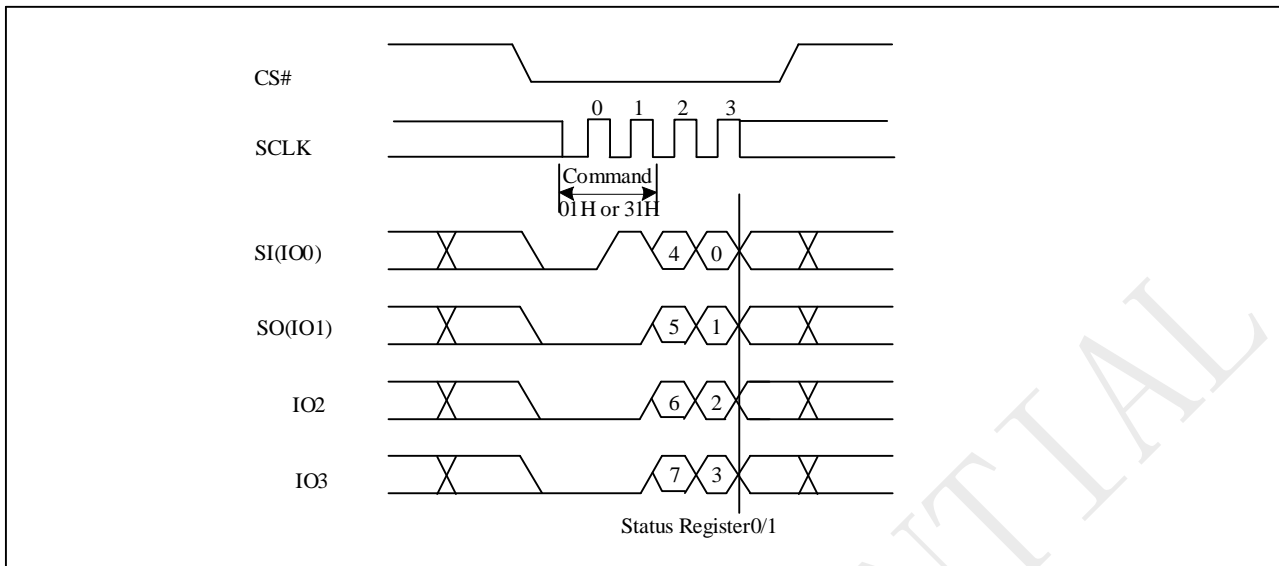 CS#
0 1 2 3
SCLK
Command
01H or 31H
SI(IO0) 4 0
SO(IO1) 5 1
IO2 6 2
IO3 7 3
Status Register0/1
NTIAL